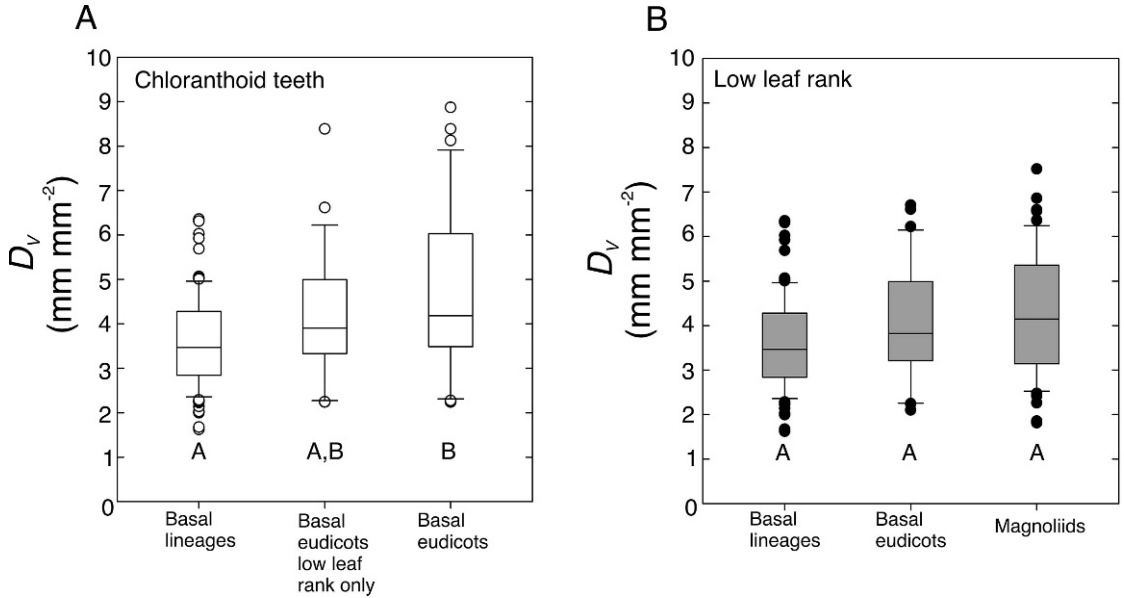 A
Chloranthoid teeth
10
9
8
7
6
5
4
3
2
1
0
Dv
(mm mm-2)
A
A,B
B
Basal
lineages
Basal
eudicots
low leaf
rank only
Basal
eudicots
B
Low leaf rank
10
9
8
7
6
5
4
3
2
1
0
Dv
(mm mm-2)
A
A
A
Basal
lineages
Basal
eudicots
Magnoliids